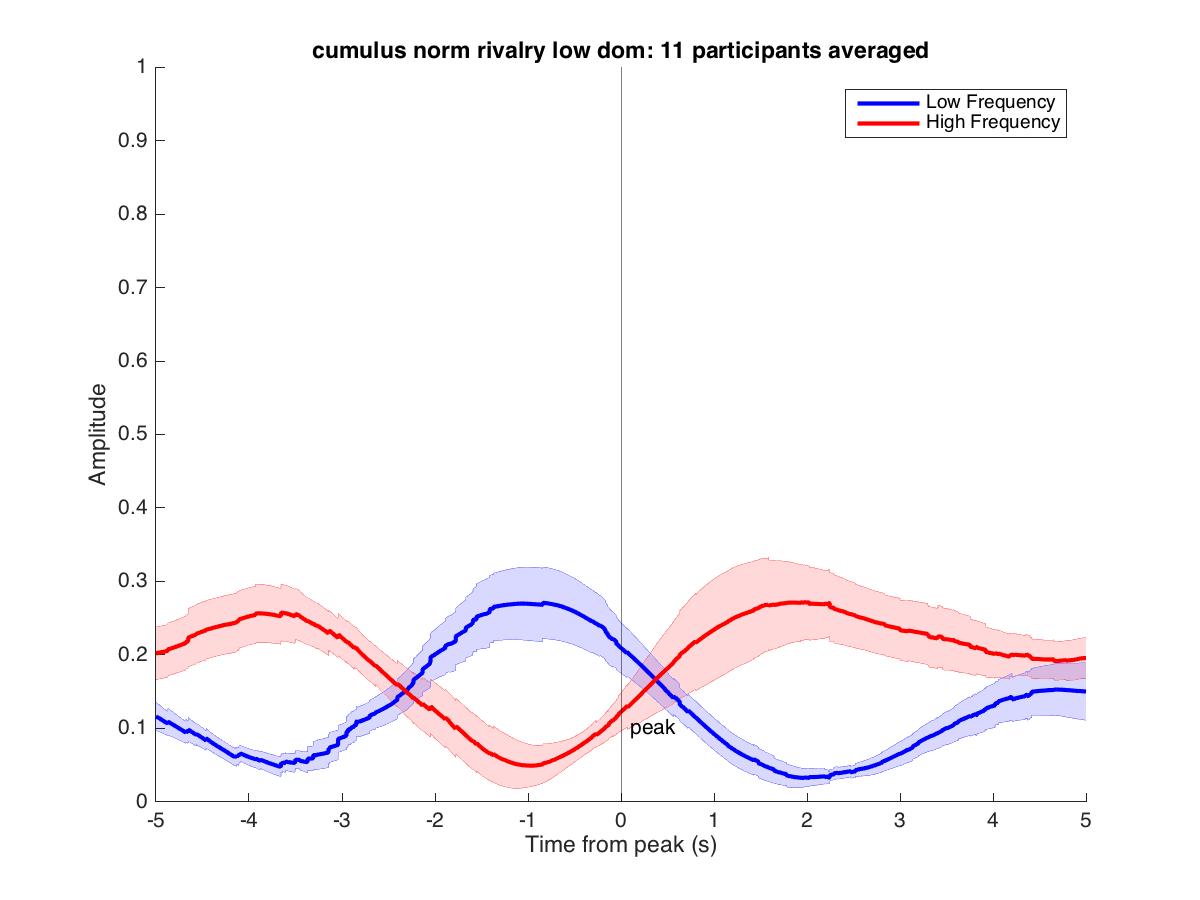 cumulus norm rivalry low dom: 11 participants averaged
Low Frequency
High Frequency
1
0.9
0.8
0.7
0.6
0.5
0.4
0.3
0.2
0.1
0
Amplitude
peak
-5 -4 -3 -2 -1 0 1 2 3 4 5
Time from peak (s)